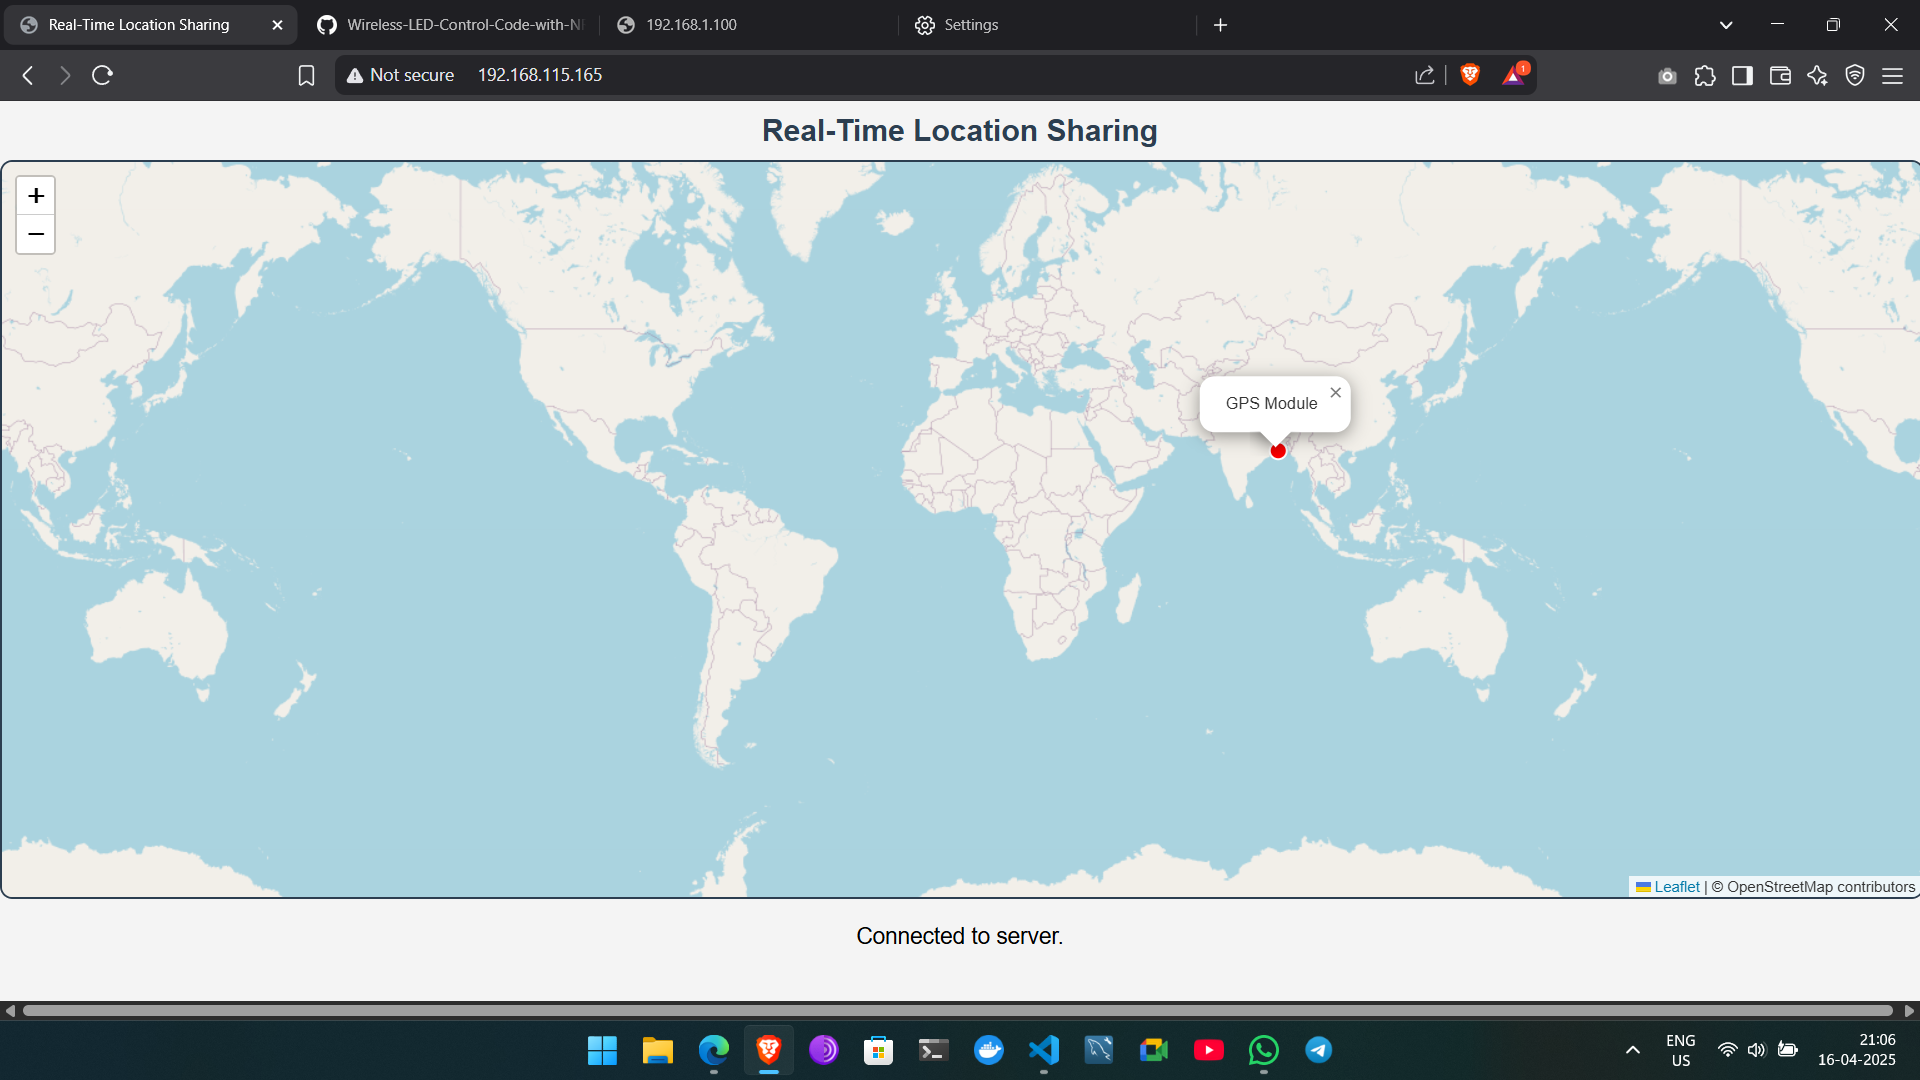 Real-Time Location Sharing
Wireless-LED-Control-Code-with-N
192.168.1.100
Settings
Not secure
192.168.115.165
1
Real-Time Location Sharing
+
−
GPS Module
×
Leaflet | © OpenStreetMap contributors
Connected to server.
ENG
US
21:06
16-04-2025